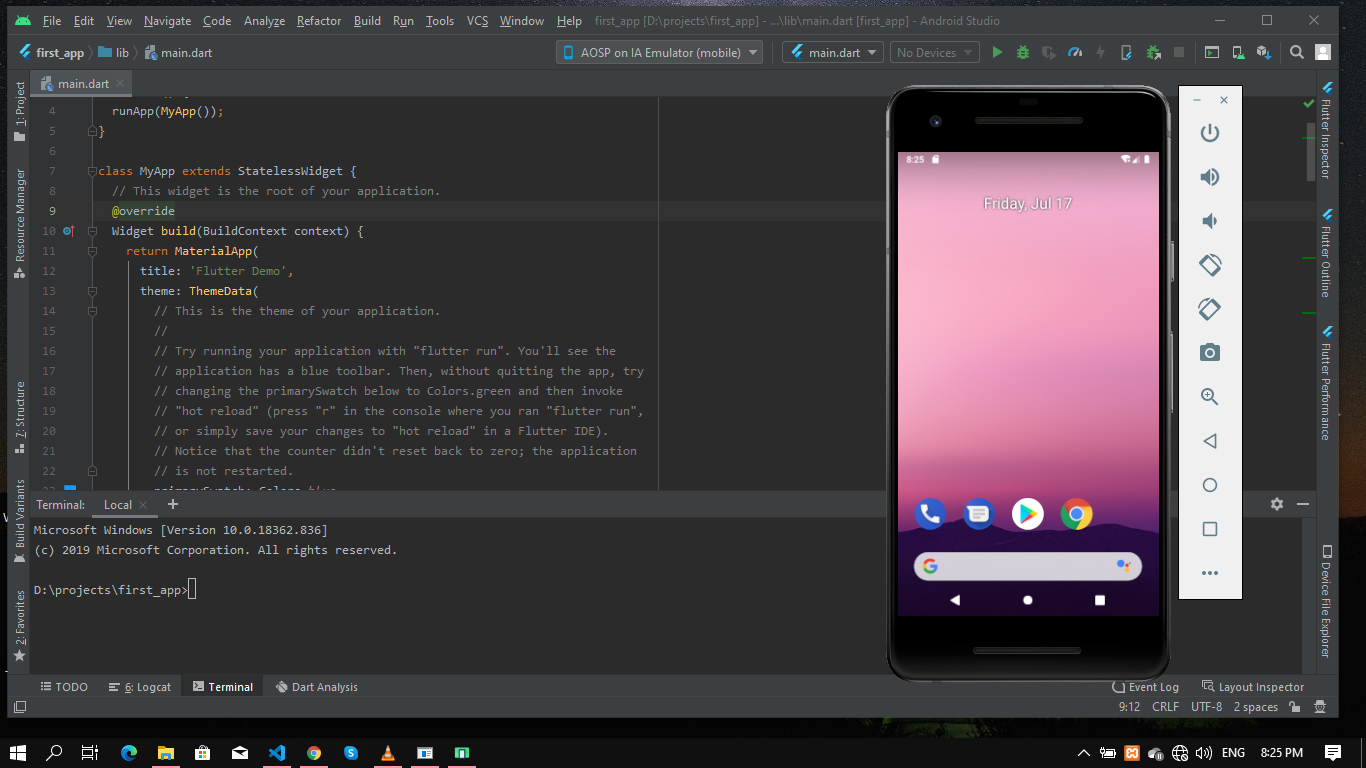 File Edit View Navigate Code Analyze Refactor Build Run Tools VCS Window Help first_app [D:\projects\first_app] - ...\lib\main.dart [first_app] - Android Studio
first_app lib main.dart AOSP on IA Emulator (mobile) main.dart No Devices
main.dart
1: Project
Resource Manager
7: Structure
Build Variants
2: Favorites
4 runApp(MyApp());
5 }
6
7 class MyApp extends StatelessWidget {
8 // This widget is the root of your application.
9 @override
10 Widget build(BuildContext context) {
11 return MaterialApp(
12 title: 'Flutter Demo',
13 theme: ThemeData(
14 // This is the theme of your application.
15 //
16 // Try running your application with "flutter run". You'll see the
17 // application has a blue toolbar. Then, without quitting the app, try
18 // changing the primarySwatch below to Colors.green and then invoke
19 // "hot reload" (press "r" in the console where you ran "flutter run",
20 // or simply save your changes to "hot reload" in a Flutter IDE).
21 // Notice that the counter didn't reset back to zero; the application
22 // is not restarted.
8:25
Friday, Jul 17
Flutter Inspector
Flutter Outline
Flutter Performance
Device File Explorer
Terminal: Local +
Microsoft Windows [Version 10.0.18362.836]
(c) 2019 Microsoft Corporation. All rights reserved.
D:\projects\first_app>
TODO 6: Logcat Terminal Dart Analysis Event Log Layout Inspector
9:12 CRLF UTF-8 2 spaces
ENG 8:25 PM